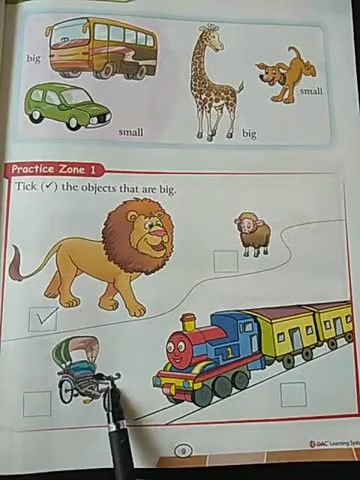 big
small
small
big
Practice Zone 1
Tick (✓) the objects that are big.
1
9